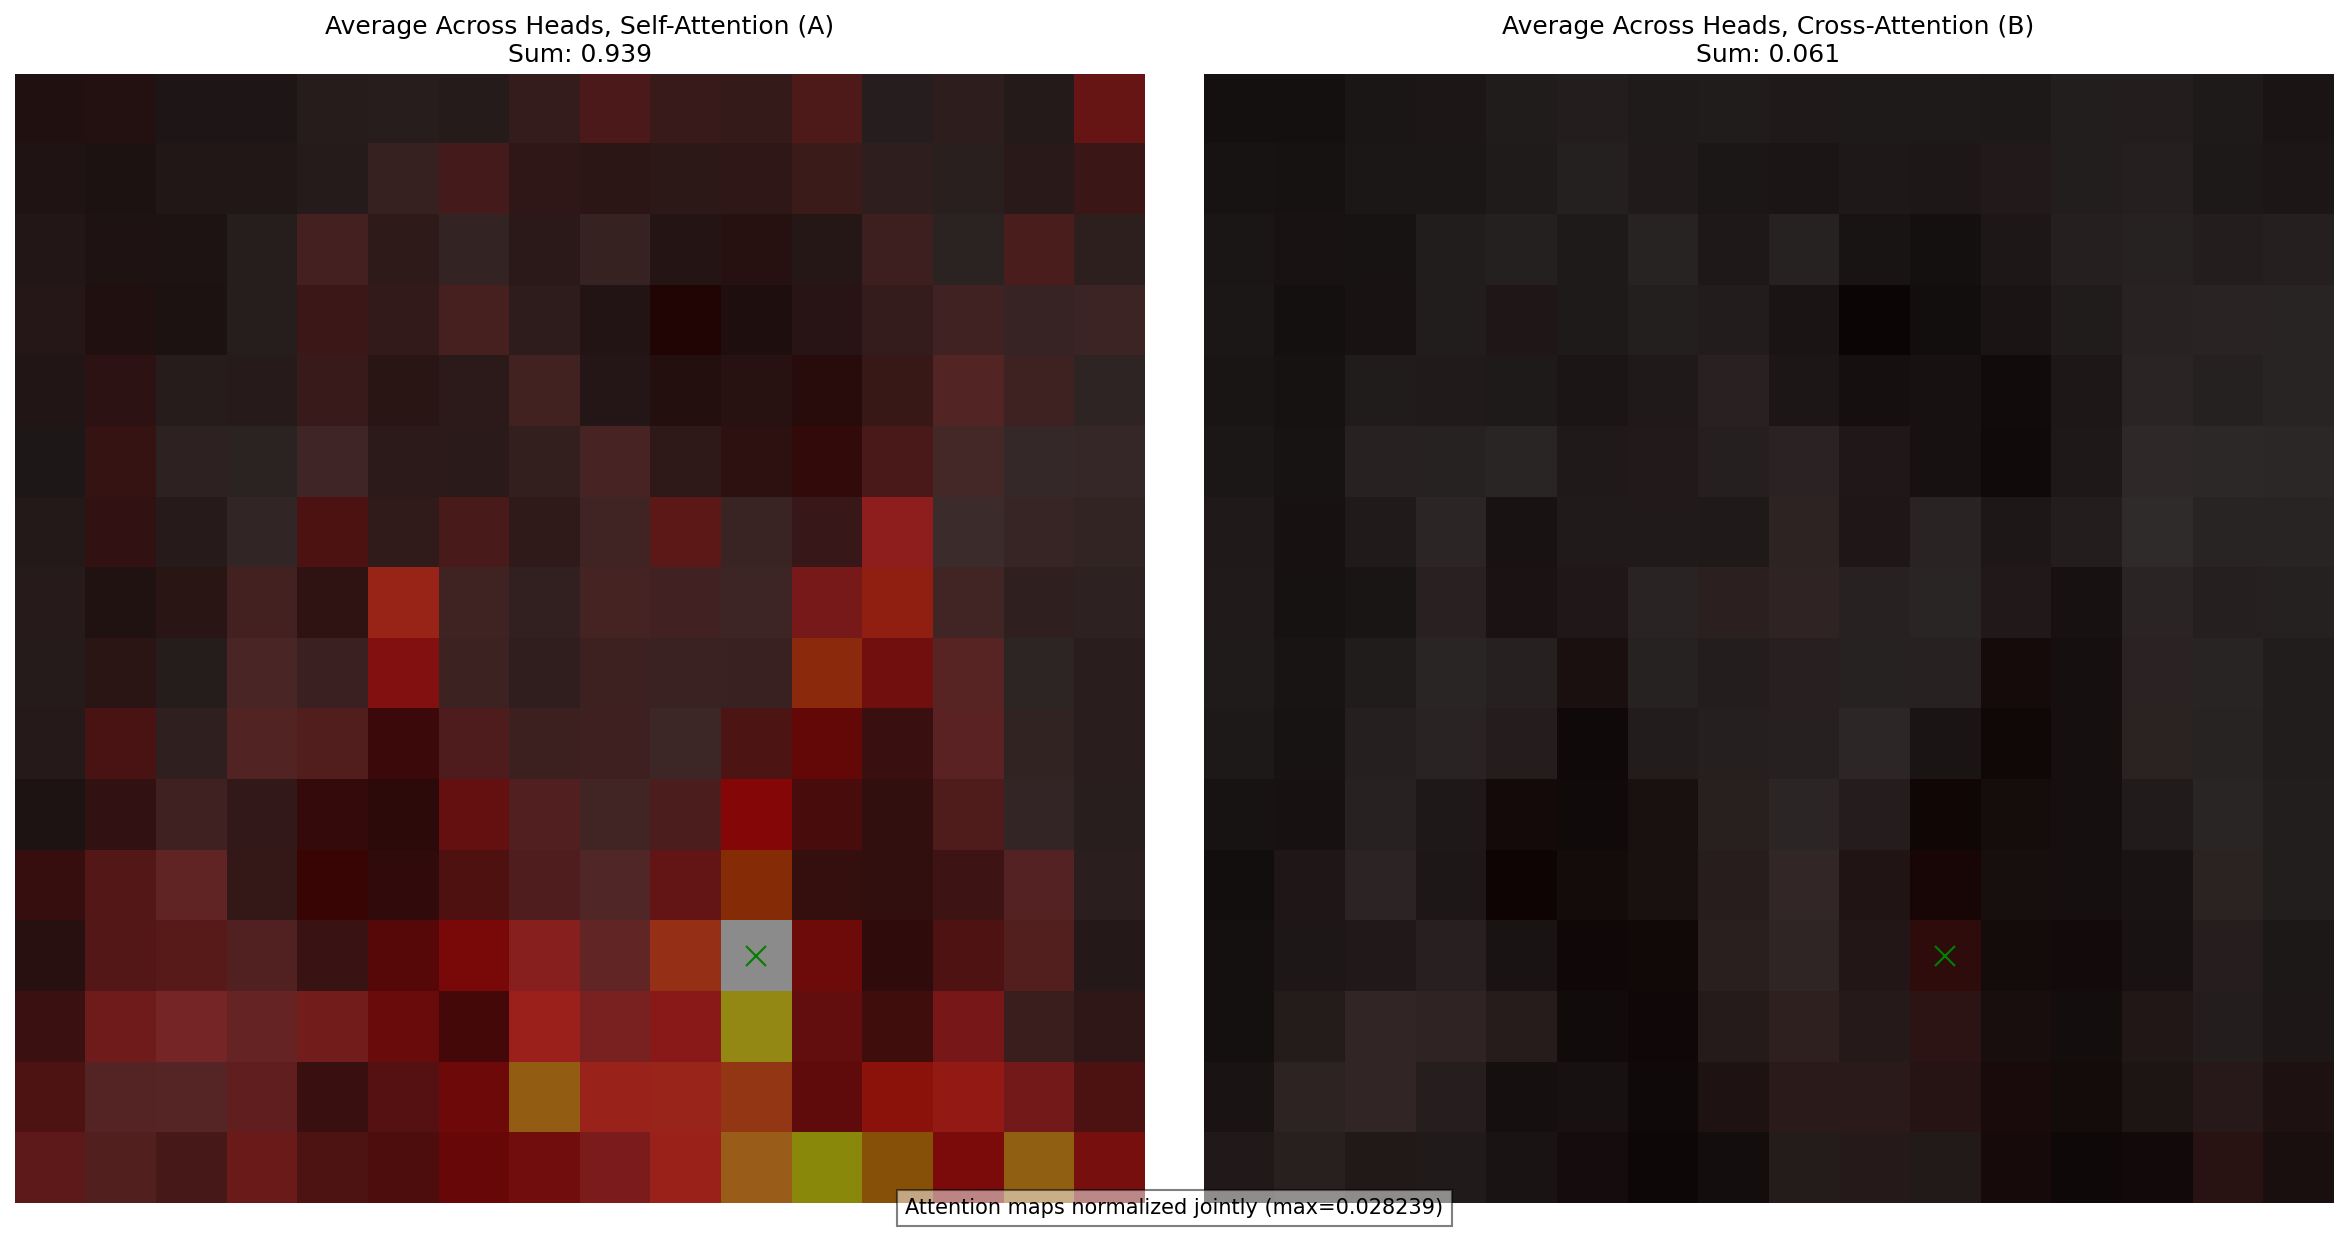 Average Across Heads, Self-Attention (A)
Sum: 0.939
Average Across Heads, Cross-Attention (B)
Sum: 0.061
Attention maps normalized jointly (max=0.028239)